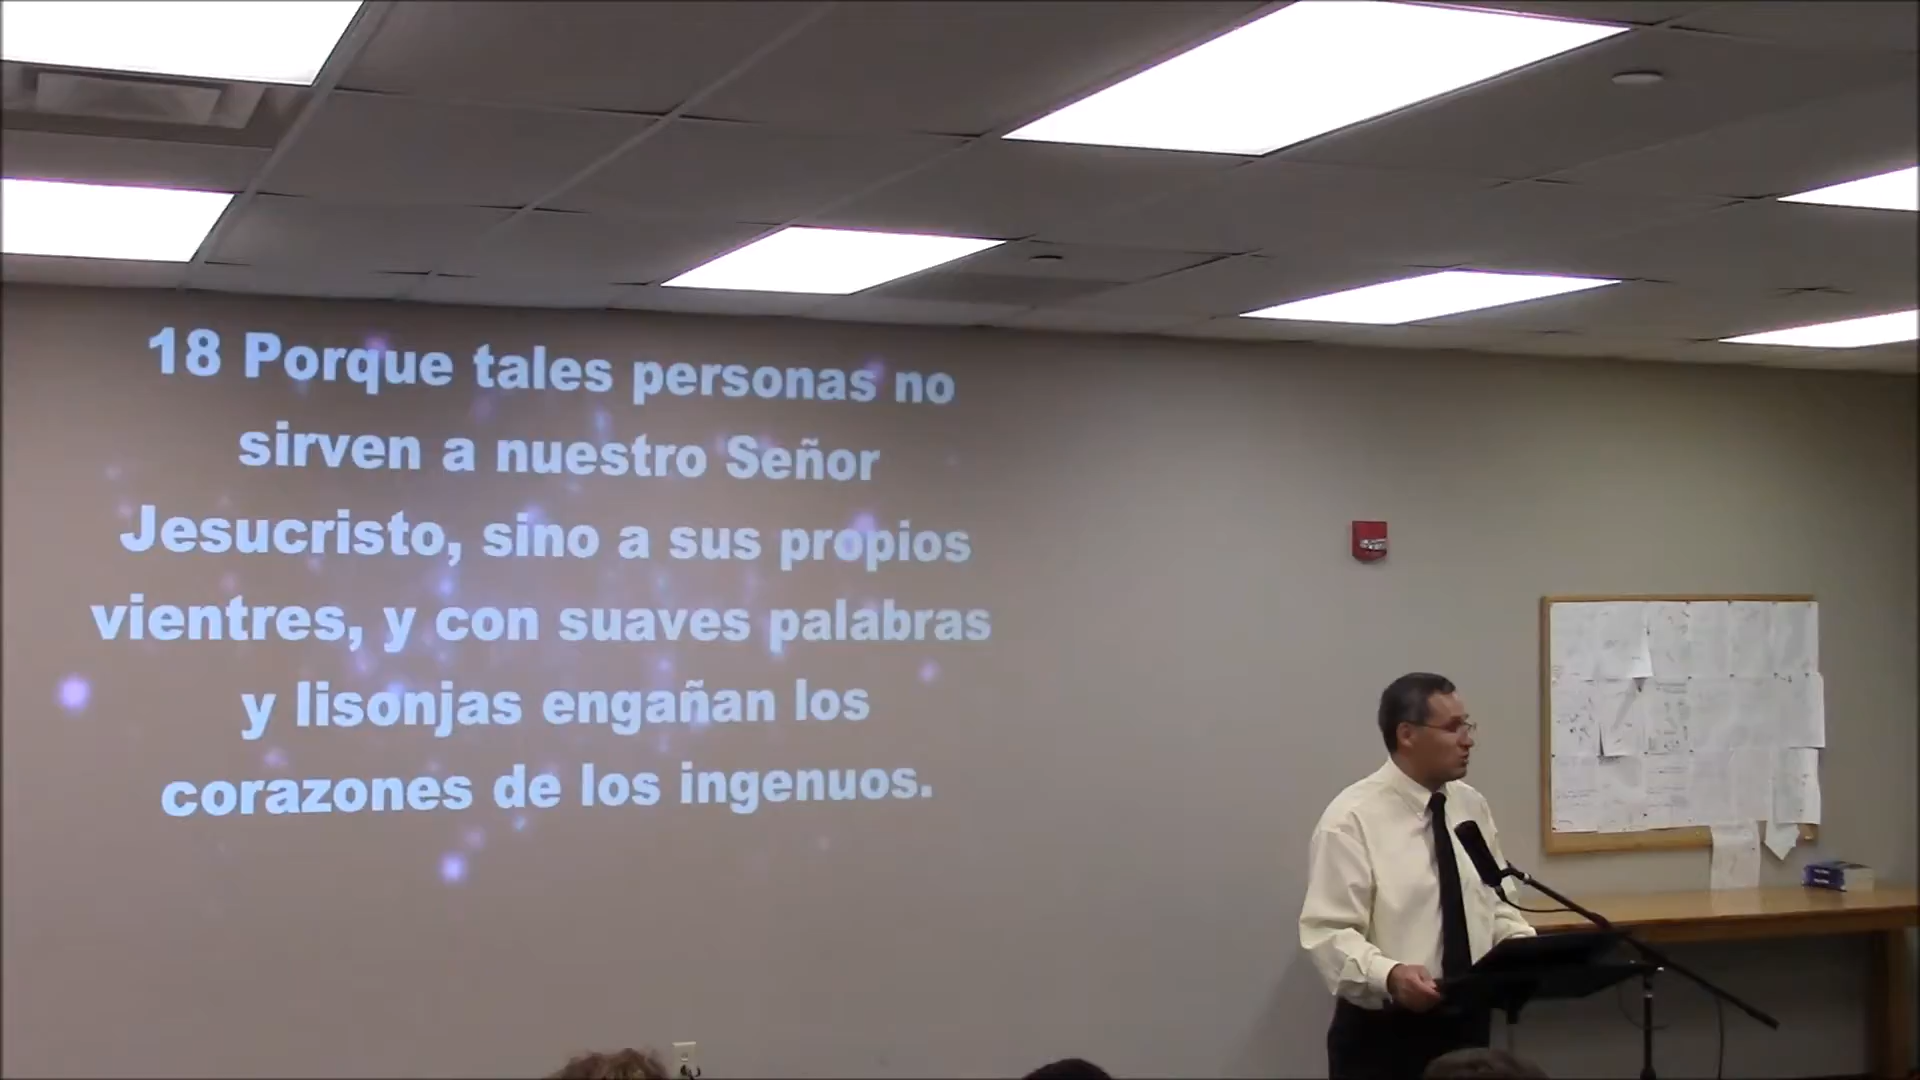 18 Porque tales personas no
sirven a nuestro Señor
Jesucristo, sino a sus propios
vientres, y con suaves palabras
y lisonjas engañan los
corazones de los ingenuos.